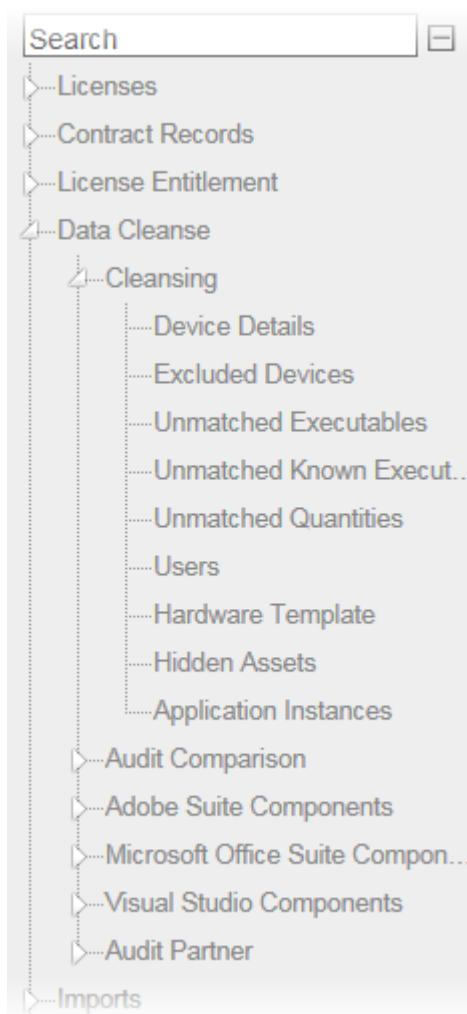 Search
Licenses
Contract Records
License Entitlement
Data Cleanse
Cleansing
Device Details
Excluded Devices
Unmatched Executables
Unmatched Known Execut...
Unmatched Quantities
Users
Hardware Template
Hidden Assets
Application Instances
Audit Comparison
Adobe Suite Components
Microsoft Office Suite Compon...
Visual Studio Components
Audit Partner
Imports